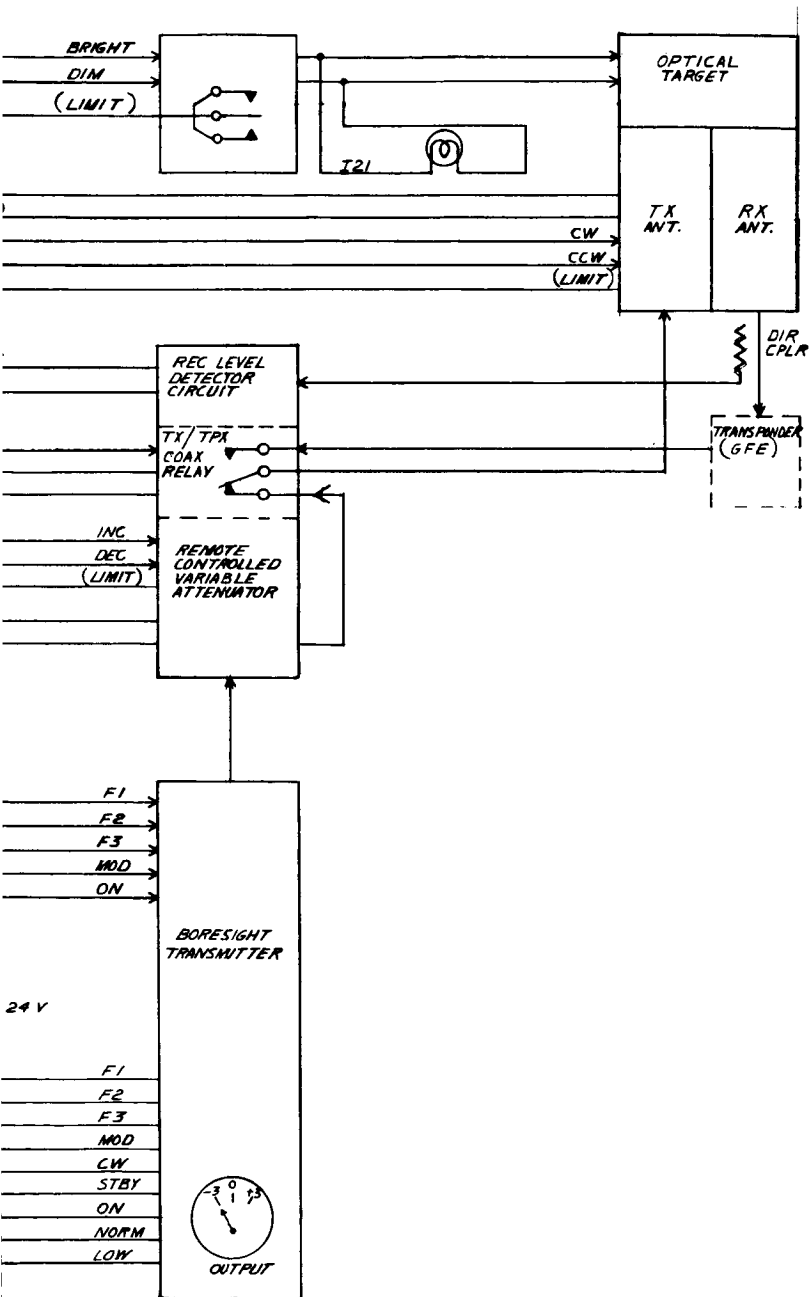 BRIGHT
DIM
(LIMIT)
I21
OPTICAL
TARGET
TX
ANT.
RX
ANT.
CW
CCW
(LIMIT)
DIR
CPLR
REC LEVEL
DETECTOR
CIRCUIT
TX/TPX
COAX
RELAY
TRANSPONDER
(GFE)
INC
DEC
(LIMIT)
REMOTE
CONTROLLED
VARIABLE
ATTENUATOR
F1
F2
F3
MOD
ON
BORESIGHT
TRANSMITTER
24 V
F1
F2
F3
MOD
CW
STBY
ON
NORM
LOW
-3 0 +3
OUTPUT